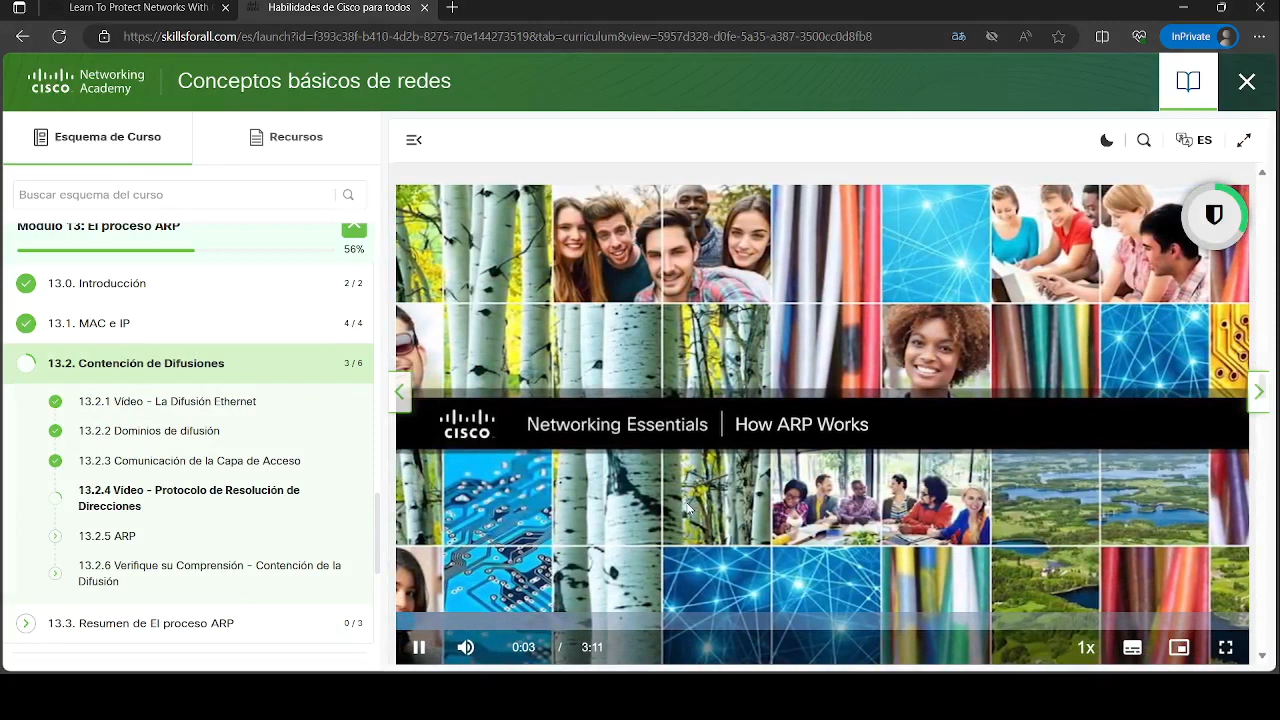 Learn To Protect Networks With
Habilidades de Cisco para todos
https://skillsforall.com/es/launch?id=f393c38f-b410-4d2b-8275-70e144273519&tab=curriculum&view=5957d328-d0fe-5a35-a387-3500cc0d8fb8
InPrivate
CISCO
Networking
Academy
Conceptos básicos de redes
Esquema de Curso
Recursos
ES
Buscar esquema del curso
Módulo 13: El proceso ARP
56%
13.0. Introducción 2 / 2
13.1. MAC e IP 4 / 4
13.2. Contención de Difusiones 3 / 6
13.2.1 Vídeo - La Difusión Ethernet
13.2.2 Dominios de difusión
13.2.3 Comunicación de la Capa de Acceso
13.2.4 Vídeo - Protocolo de Resolución de
Direcciones
13.2.5 ARP
13.2.6 Verifique su Comprensión - Contención de la
Difusión
13.3. Resumen de El proceso ARP 0 / 3
CISCO
Networking Essentials | How ARP Works
0:03 / 3:11
1x